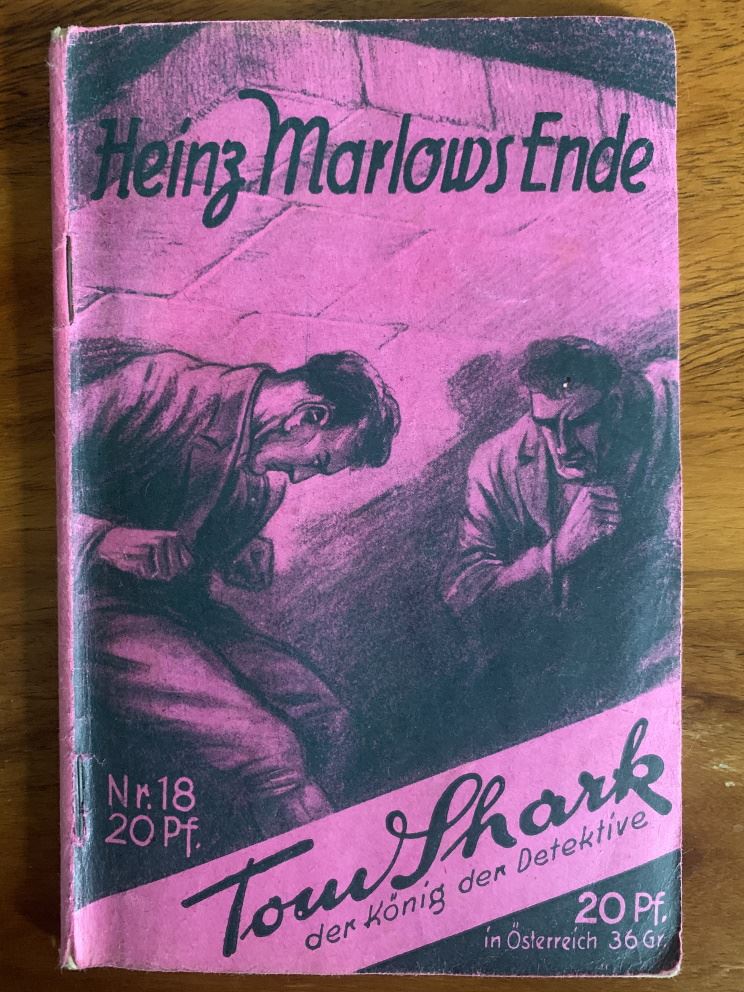 Heinz Marlows Ende
Nr. 18
20 Pf.
Tom Shark
der König der Detektive
20 Pf.
in Österreich 36 Gr.